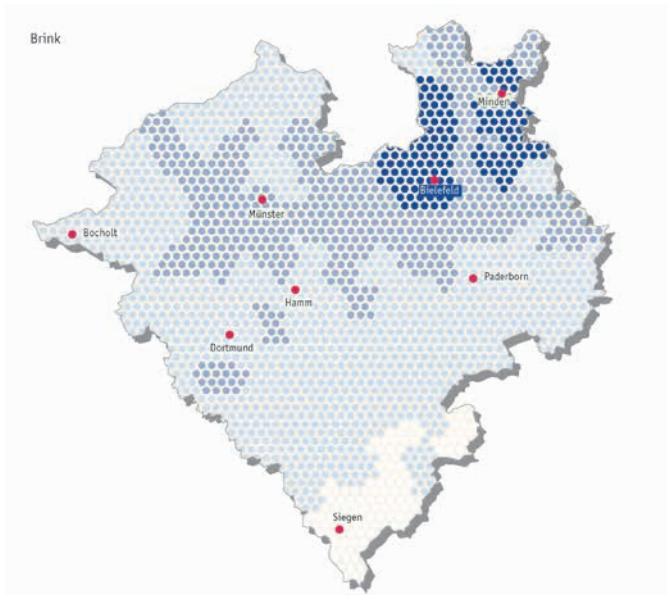 Brink
Minden
Bielefeld
Münster
Bocholt
Paderborn
Hamm
Dortmund
Siegen